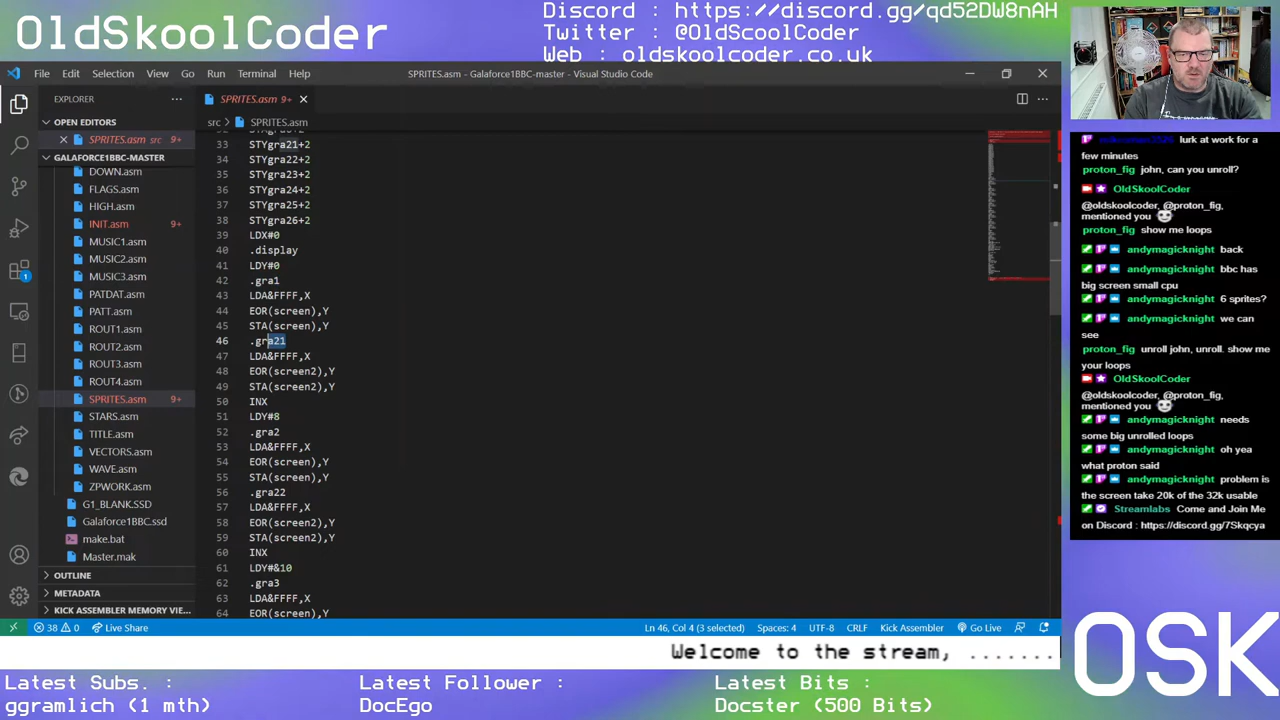 OldSkoolCoder
Discord : https://discord.gg/qd52DW8nAH
Twitter : @OldScoolCoder
Web : oldskoolcoder.co.uk
File Edit Selection View Go Run Terminal Help
SPRITES.asm - Galaforce1BBC-master - Visual Studio Code
EXPLORER
SPRITES.asm 9+
OPEN EDITORS
SPRITES.asm src 9+
GALAFORCE1BBC-MASTER
DOWN.asm
FLAGS.asm
HIGH.asm
INIT.asm 9+
MUSIC1.asm
MUSIC2.asm
MUSIC3.asm
PATDAT.asm
PATT.asm
ROUT1.asm
ROUT2.asm
ROUT3.asm
ROUT4.asm
SPRITES.asm 9+
STARS.asm
TITLE.asm
VECTORS.asm
WAVE.asm
ZPWORK.asm
G1_BLANK.SSD
Galaforce1BBC.ssd
make.bat
Master.mak
OUTLINE
METADATA
KICK ASSEMBLER MEMORY VIE...
src > SPRITES.asm
33 STYgra21+2
34 STYgra22+2
35 STYgra23+2
36 STYgra24+2
37 STYgra25+2
38 STYgra26+2
39 LDX#0
40 .display
41 LDY#0
42 .gra1
43 LDA&FFFF,X
44 EOR(screen),Y
45 STA(screen),Y
46 .gra21
47 LDA&FFFF,X
48 EOR(screen2),Y
49 STA(screen2),Y
50 INX
51 LDY#8
52 .gra2
53 LDA&FFFF,X
54 EOR(screen),Y
55 STA(screen),Y
56 .gra22
57 LDA&FFFF,X
58 EOR(screen2),Y
59 STA(screen2),Y
60 INX
61 LDY#&10
62 .gra3
63 LDA&FFFF,X
64 EOR(screen),Y
38 0 Live Share
Ln 46, Col 4 (3 selected) Spaces: 4 UTF-8 CRLF Kick Assembler Go Live
lurk at work for a
few minutes
proton_fig john, can you unroll?
OldSkoolCoder
@oldskoolcoder, @proton_fig,
mentioned you
proton_fig show me loops
andymagicknight back
andymagicknight bbc has
big screen small cpu
andymagicknight 6 sprites?
andymagicknight we can
see
proton_fig unroll john, unroll. show me
your loops
OldSkoolCoder
@oldskoolcoder, @proton_fig,
mentioned you
andymagicknight needs
some big unrolled loops
andymagicknight oh yea
what proton said
andymagicknight problem is
the screen take 20k of the 32k usable
Streamlabs Come and Join Me
on Discord : https://discord.gg/7Skqcya
Welcome to the stream, .......
OSK
Latest Subs. :
ggramlich (1 mth)
Latest Follower :
DocEgo
Latest Bits :
Docster (500 Bits)